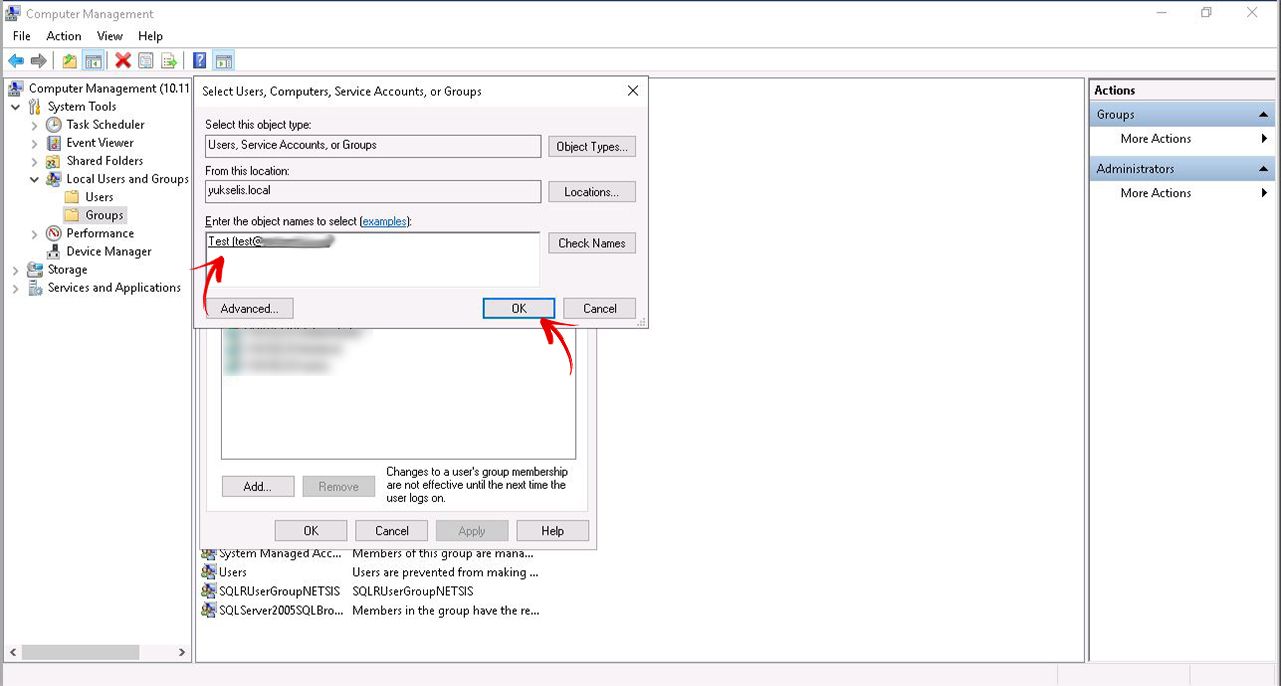 Computer Management
File Action View Help
Computer Management (10.11
System Tools
Task Scheduler
Event Viewer
Shared Folders
Local Users and Groups
Users
Groups
Performance
Device Manager
Storage
Services and Applications
Select Users, Computers, Service Accounts, or Groups
Select this object type:
Users, Service Accounts, or Groups
Object Types...
From this location:
yukselis.local
Locations...
Enter the object names to select (examples):
Test (test@
Check Names
Advanced...
OK
Cancel
Add...
Remove
Changes to a user's group membership
are not effective until the next time the
user logs on.
OK
Cancel
Apply
Help
System Managed Acc... Members of this group are mana...
Users Users are prevented from making ...
SQLRUserGroupNETSIS SQLRUserGroupNETSIS
SQLServer2005SQLBro... Members in the group have the re...
Actions
Groups
More Actions
Administrators
More Actions